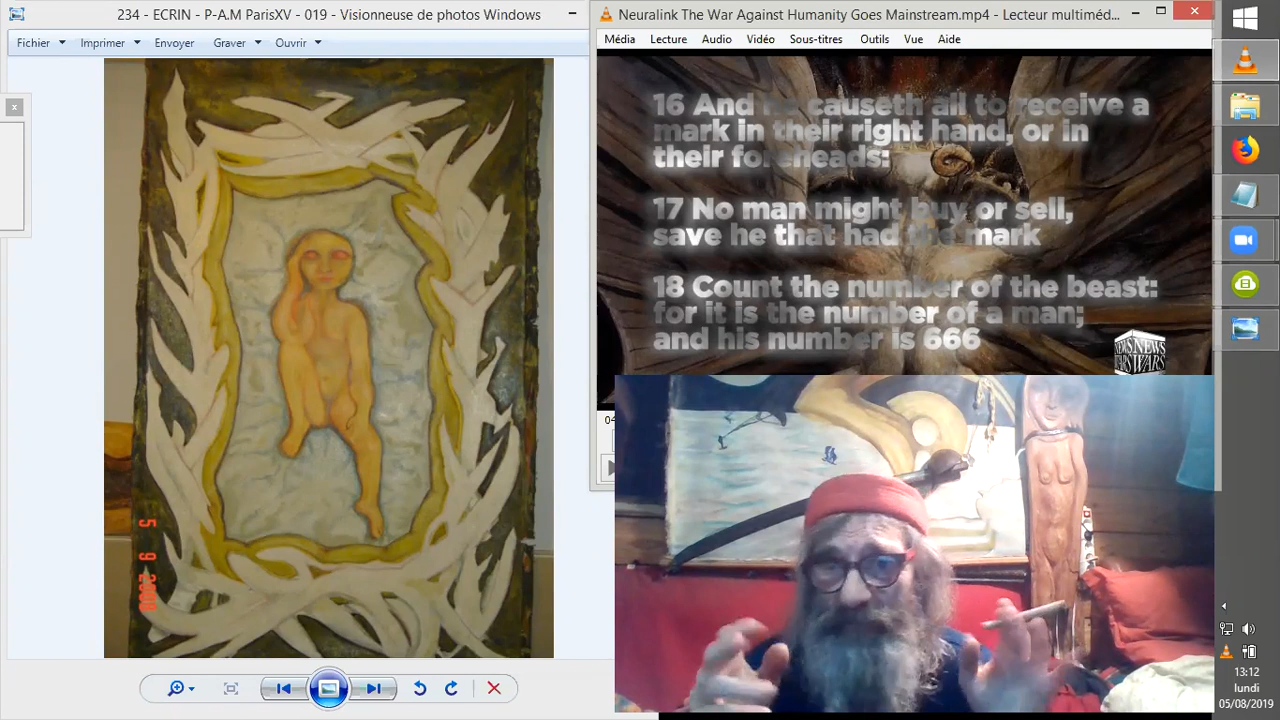 234 - ECRIN - P-A.M ParisXV - 019 - Visionneuse de photos Windows
Fichier Imprimer Envoyer Graver Ouvrir
x
5 9 2000
Neuralink The War Against Humanity Goes Mainstream.mp4 - Lecteur multiméd...
Média Lecture Audio Vidéo Sous-titres Outils Vue Aide
16 And he causeth all to receive a
mark in their right hand, or in
their foreheads:
17 No man might buy or sell,
save he that had the mark
18 Count the number of the beast:
for it is the number of a man;
and his number is 666
NEWS WARS
04
13:12
lundi
05/08/2019